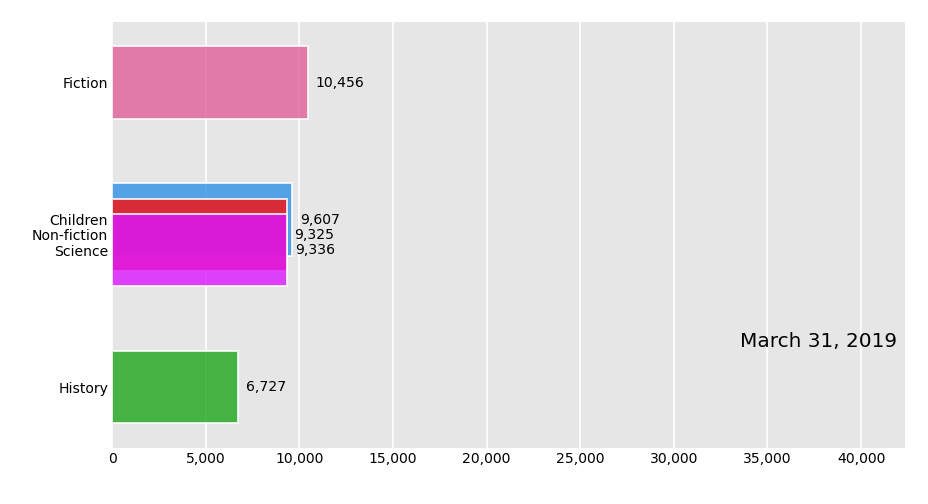 Fiction 10,456
Children 9,607
Non-fiction 9,325
Science 9,336
March 31, 2019
History 6,727
0 5,000 10,000 15,000 20,000 25,000 30,000 35,000 40,000